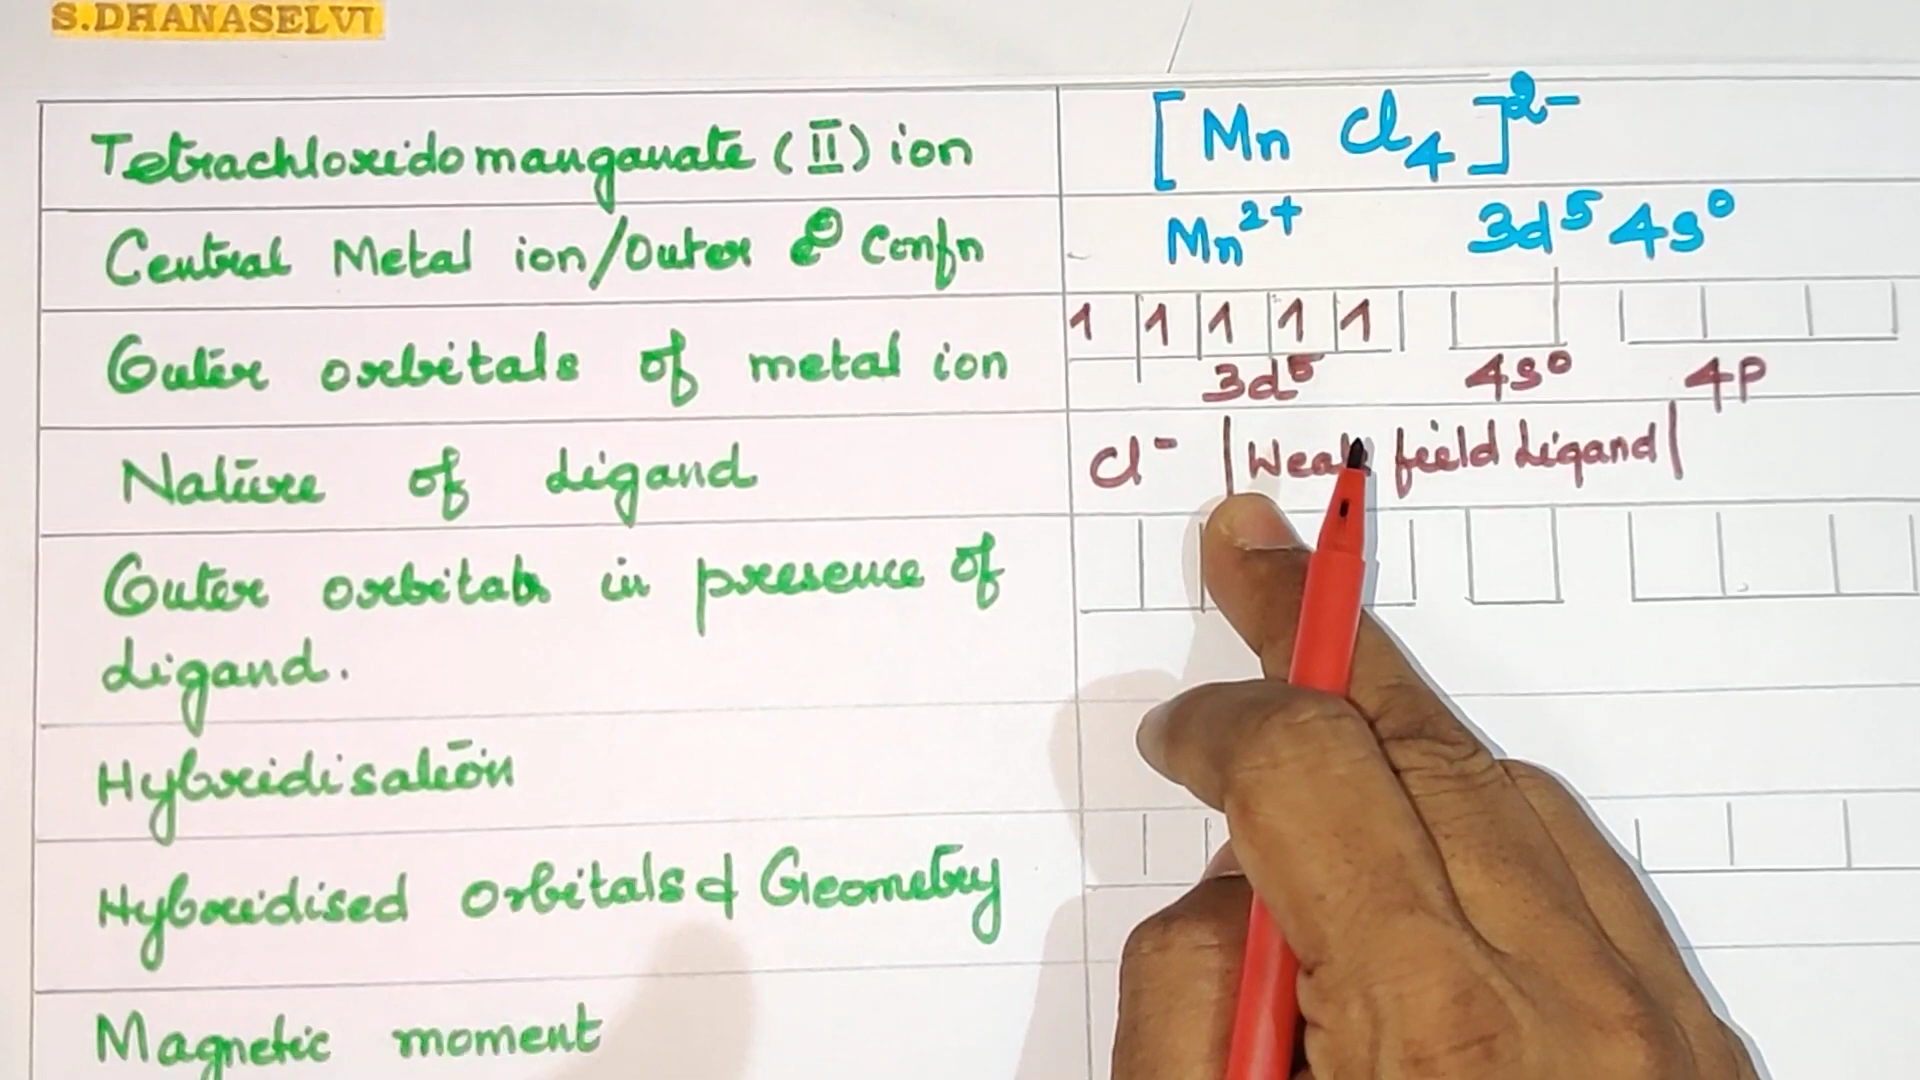 S.DHANASELVI
Tetrachlorido manganate (II) ion [Mn Cl4]2-
Central Metal ion/Outer e⊖ Confn Mn2+ 3d5 4s0
Outer orbitals of metal ion 1 1 1 1 1
3d5 4s0 4p
Nature of Ligand Cl- | Weak field Ligand |
Outer orbitals in presence of
Ligand.
Hybridisation
Hybridised orbitals & Geometry
Magnetic moment